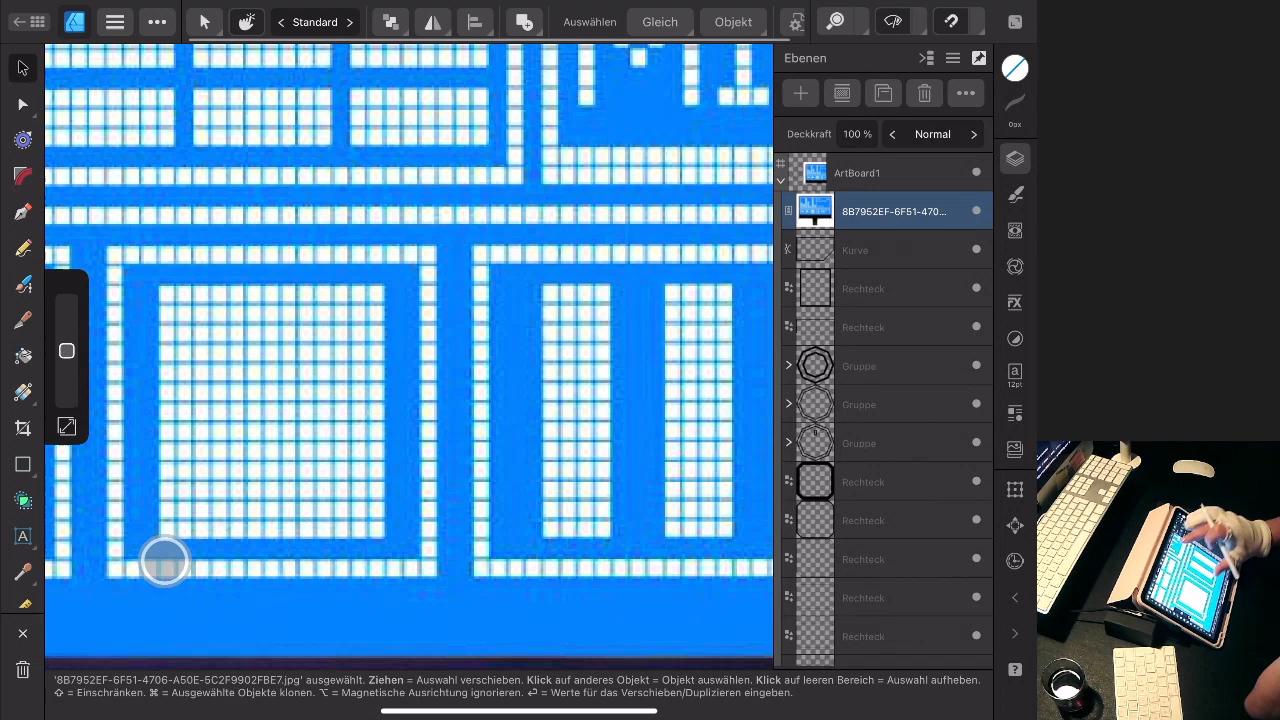 Standard
Auswählen
Gleich
Objekt
Ebenen
Deckkraft
100 %
Normal
ArtBoard1
8B7952EF-6F51-470...
Kurve
Rechteck
Rechteck
Gruppe
Gruppe
Gruppe
Rechteck
Rechteck
Rechteck
Rechteck
Rechteck
0px
FX
a
12pt
A
?
'8B7952EF-6F51-4706-A50E-5C2F9902FBE7.jpg' ausgewählt. Ziehen = Auswahl verschieben. Klick auf anderes Objekt = Objekt auswählen. Klick auf leeren Bereich = Auswahl aufheben.
⇧ = Einschränken. ⌘ = Ausgewählte Objekte klonen. ⌥ = Magnetische Ausrichtung ignorieren. ⏎ = Werte für das Verschieben/Duplizieren eingeben.